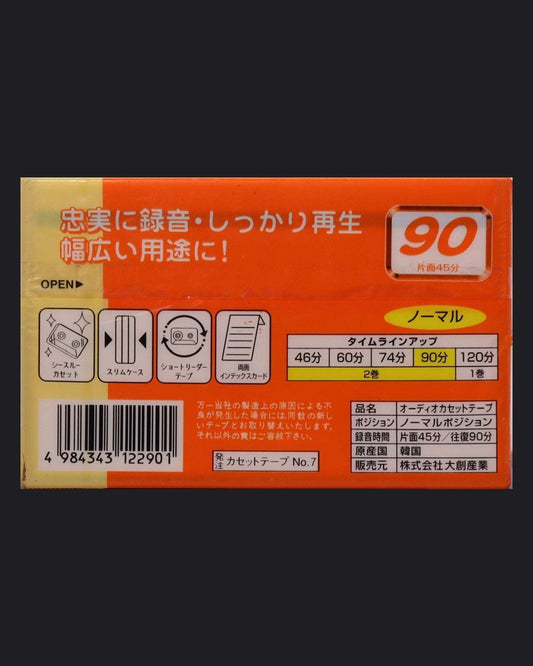 忠実に録音・しっかり再生
幅広い用途に!
90
片面45分
OPEN▶
ノーマル
シースルー
カセット
スリムケース
ショートリーダー
テープ
両面
インデックスカード
タイムラインアップ
46分 60分 74分 90分 120分
2巻 1巻
万一当社の製造上の原因による不
良が発生した場合には、同数の新し
いテープとお取り替えいたします。
それ以外の責はご容赦下さい。
4 984343 122901
発注 カセットテープ No.7
品名 オーディオカセットテープ
ポジション ノーマルポジション
録音時間 片面45分/往復90分
原産国 韓国
販売元 株式会社大創産業